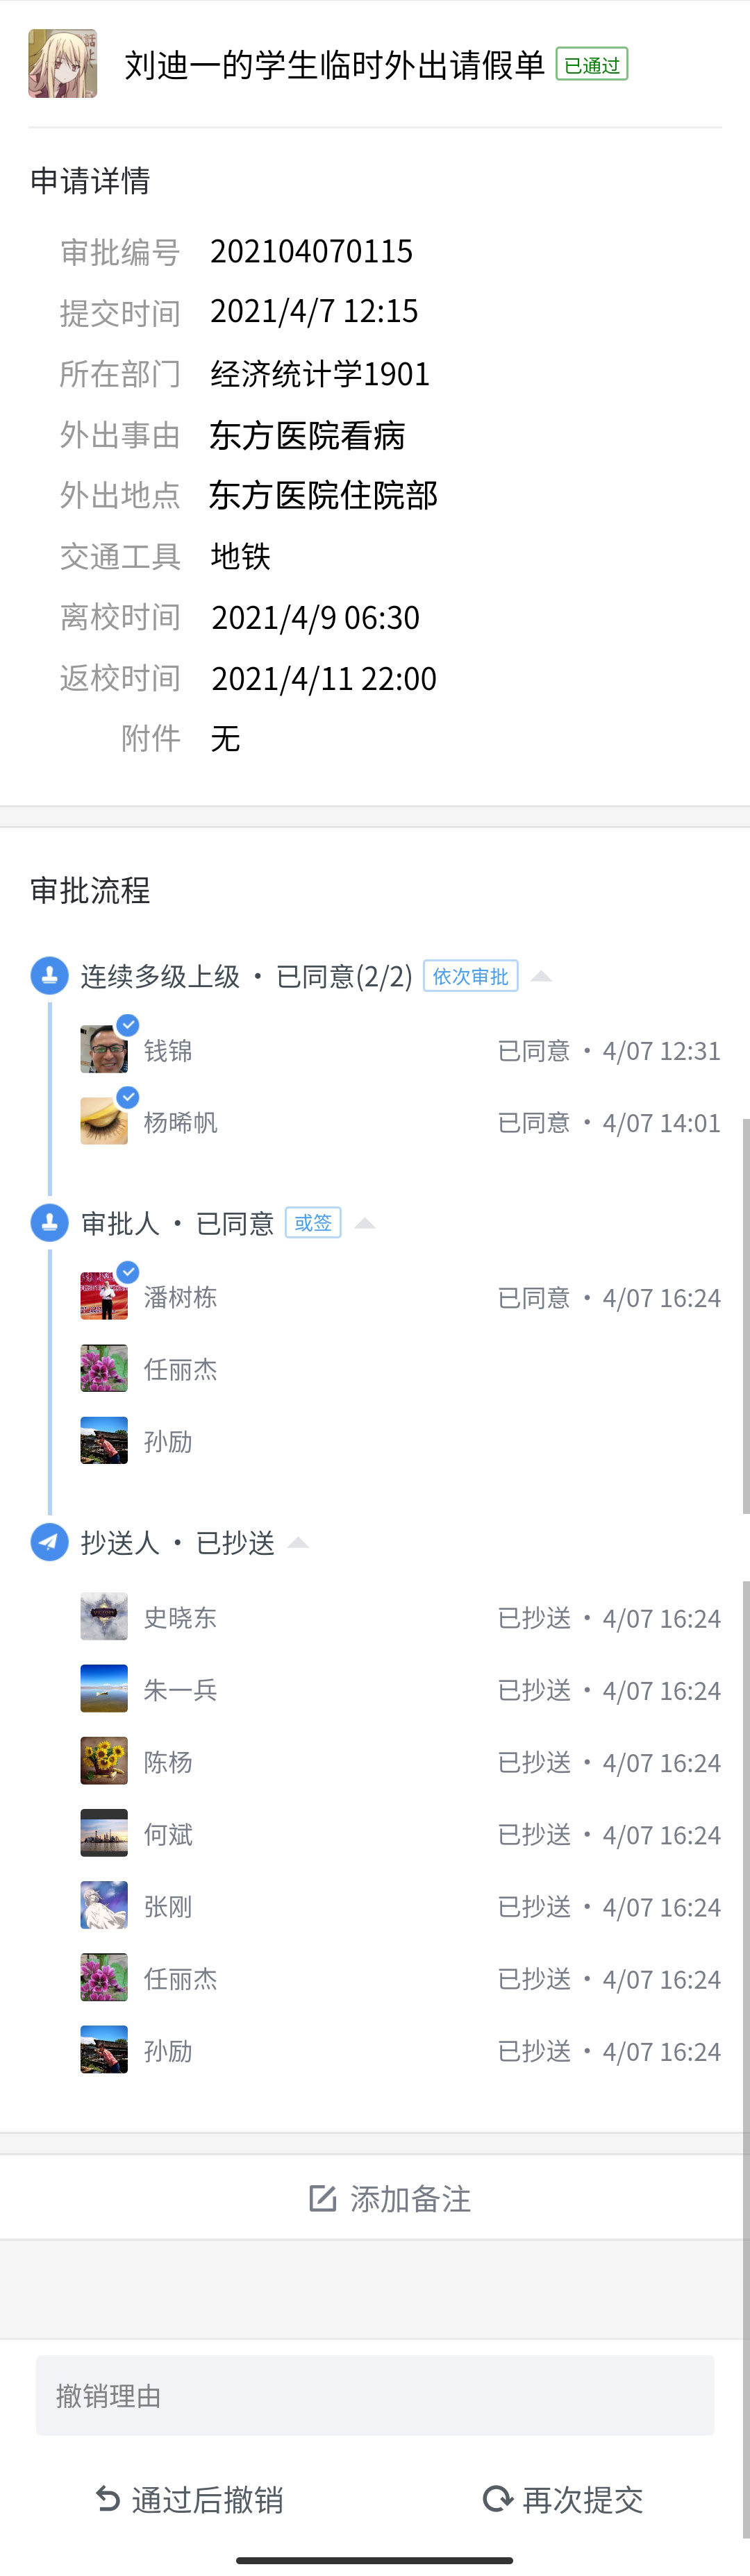 刘迪一的学生临时外出请假单 已通过
申请详情
审批编号 202104070115
提交时间 2021/4/7 12:15
所在部门 经济统计学1901
外出事由 东方医院看病
外出地点 东方医院住院部
交通工具 地铁
离校时间 2021/4/9 06:30
返校时间 2021/4/11 22:00
附件 无
审批流程
连续多级上级 · 已同意(2/2) 依次审批
钱锦 已同意 · 4/07 12:31
杨晞帆 已同意 · 4/07 14:01
审批人 · 已同意 或签
潘树栋 已同意 · 4/07 16:24
任丽杰
孙励
抄送人 · 已抄送
史晓东 已抄送 · 4/07 16:24
朱一兵 已抄送 · 4/07 16:24
陈杨 已抄送 · 4/07 16:24
何斌 已抄送 · 4/07 16:24
张刚 已抄送 · 4/07 16:24
任丽杰 已抄送 · 4/07 16:24
孙励 已抄送 · 4/07 16:24
添加备注
撤销理由
通过后撤销 再次提交